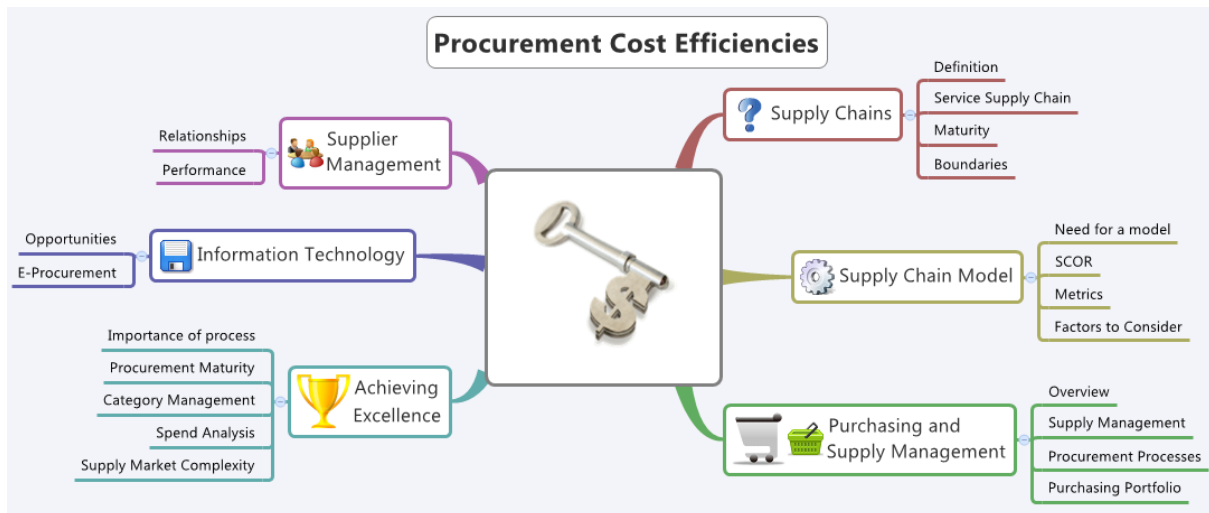 Procurement Cost Efficiencies
Supply Chains
Definition
Service Supply Chain
Maturity
Boundaries
Supply Chain Model
Need for a model
SCOR
Metrics
Factors to Consider
Purchasing and
Supply Management
Overview
Supply Management
Procurement Processes
Purchasing Portfolio
Supplier
Management
Relationships
Performance
Information Technology
Opportunities
E-Procurement
Achieving
Excellence
Importance of process
Procurement Maturity
Category Management
Spend Analysis
Supply Market Complexity